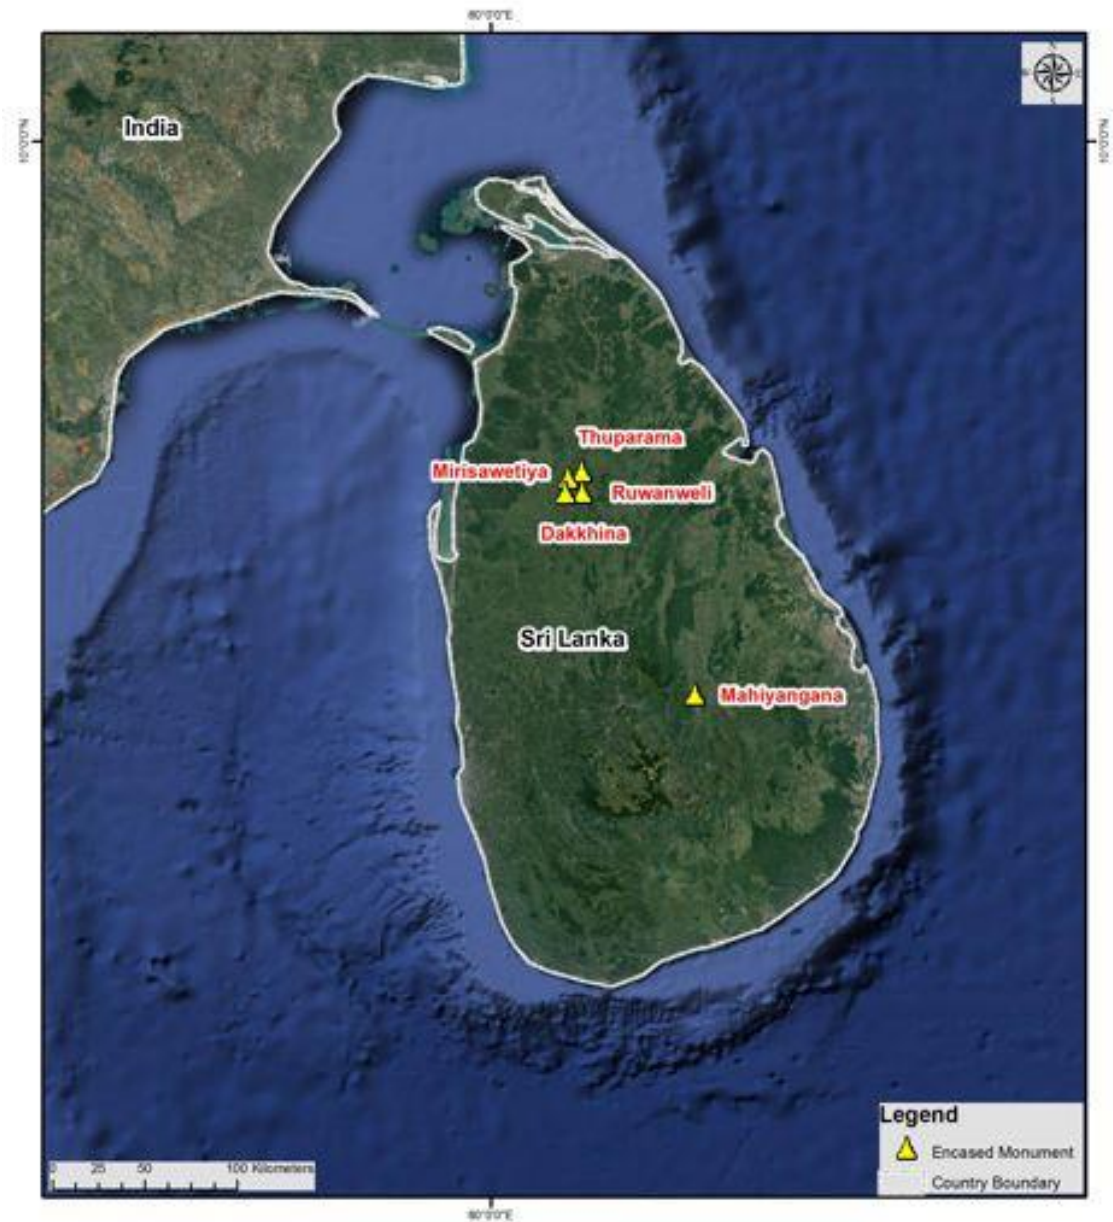 80°0'0"E
India
10°0'0"N
10°0'0"N
Thuparama
Mirisawetiya
Ruwanweli
Dakkhina
Sri Lanka
Mahiyangana
Legend
Encased Monument
Country Boundary
0 25 50 100 Kilometers
80°0'0"E